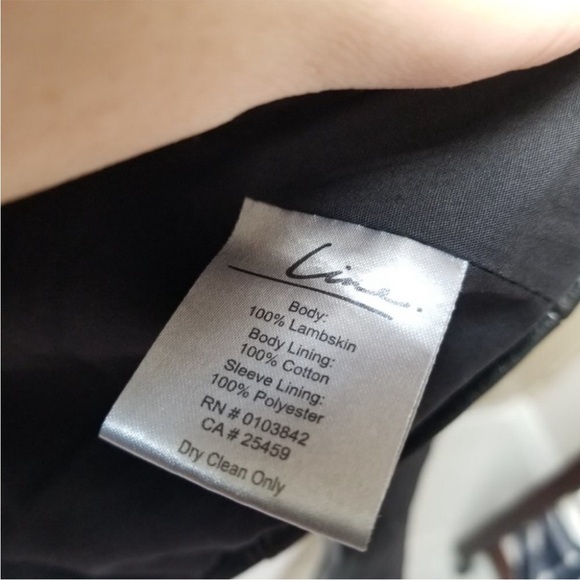 Body:
100% Lambskin
Body Lining:
100% Cotton
Sleeve Lining:
100% Polyester
RN # 0103842
CA # 25459
Dry Clean Only